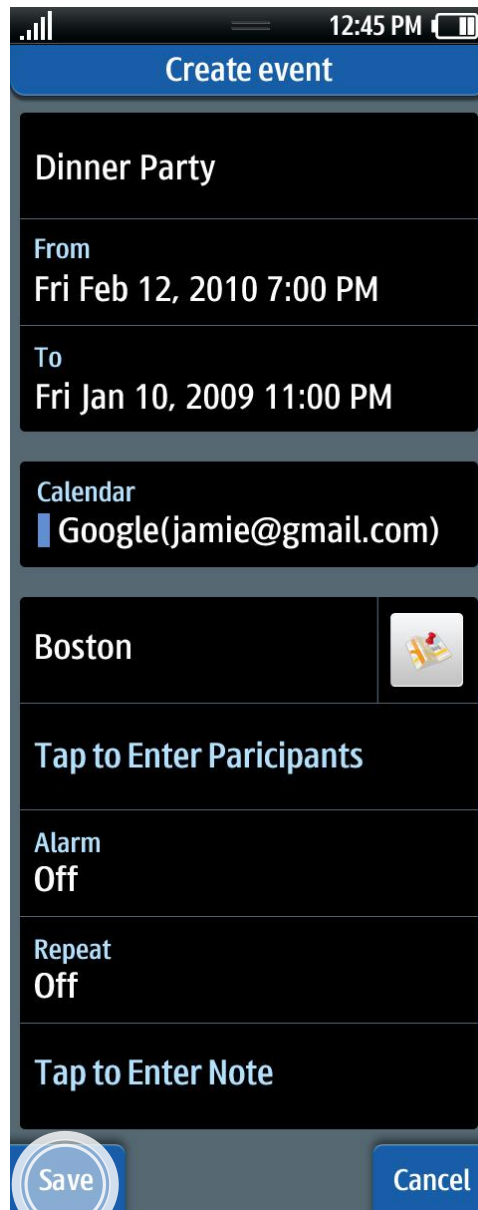 12:45 PM
Create event
Dinner Party
From
Fri Feb 12, 2010 7:00 PM
To
Fri Jan 10, 2009 11:00 PM
Calendar
Google(jamie@gmail.com)
Boston
Tap to Enter Paricipants
Alarm
Off
Repeat
Off
Tap to Enter Note
Save
Cancel